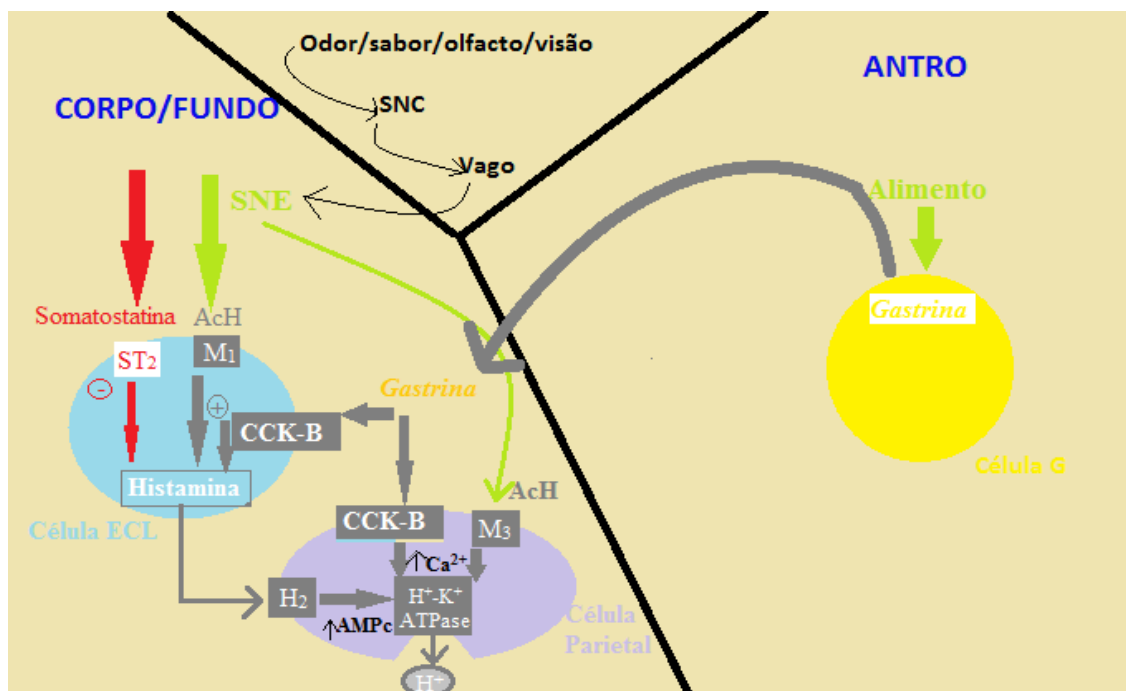 Odor/sabor/olfacto/visão
SNC
Vago
CORPO/FUNDO
ANTRO
SNE
Alimento
Somatostatina
AcH
ST2
M1
-
+
CCK-B
Histamina
Célula ECL
Gastrina
Gastrina
Célula G
AcH
CCK-B
M3
Ca2+
H2
AMPc
H+-K+
ATPase
Célula
Parietal
H+